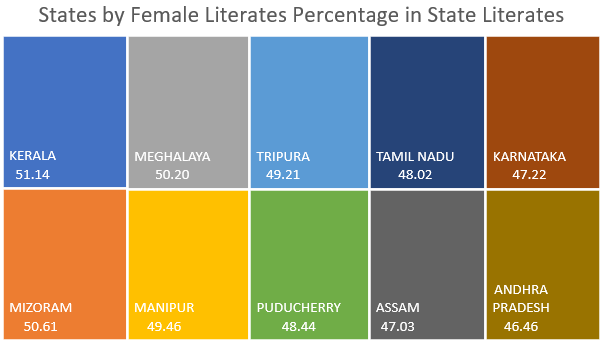 States by Female Literates Percentage in State Literates
KERALA
51.14
MEGHALAYA
50.20
TRIPURA
49.21
TAMIL NADU
48.02
KARNATAKA
47.22
MIZORAM
50.61
MANIPUR
49.46
PUDUCHERRY
48.44
ASSAM
47.03
ANDHRA
PRADESH
46.46